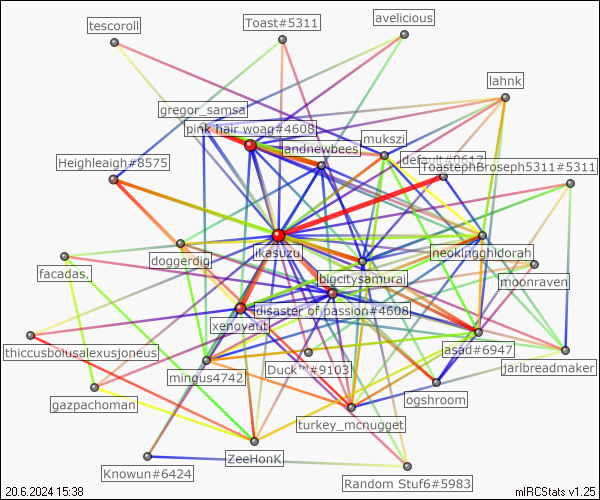 avelicious
Toast#5311
tescoroll
lahnk
gregor_samsa
pink hair woag#4608
mukszi
andnewbees
default#0617
Heighleaigh#8575
ToastephBroseph5311#5311
ikasuzu
neokingghidorah
doggerdig
facadas.
bigcitysamurai
moonraven
disaster of passion#4608
xenoyaut
thiccusbolusalexusjoneus
asad#6947
Duck™#9103
jarlbreadmaker
mingus4742
gazpachoman
ogshroom
turkey_mcnugget
ZeeHonK
Knowun#6424
Random Stuf6#5983
20.6.2024 15:38
mIRCStats v1.25